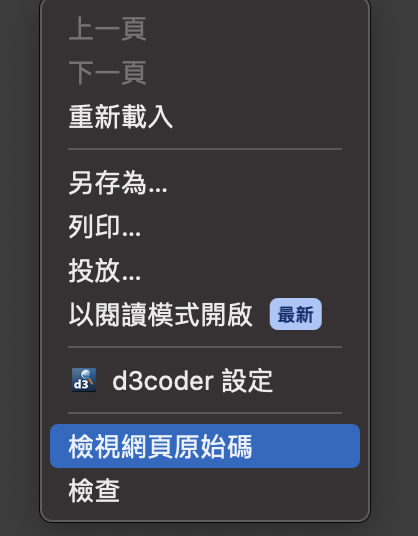 上一頁
下一頁
重新載入
另存為...
列印...
投放...
以閱讀模式開啟 最新
d3 d3coder 設定
檢視網頁原始碼
檢查